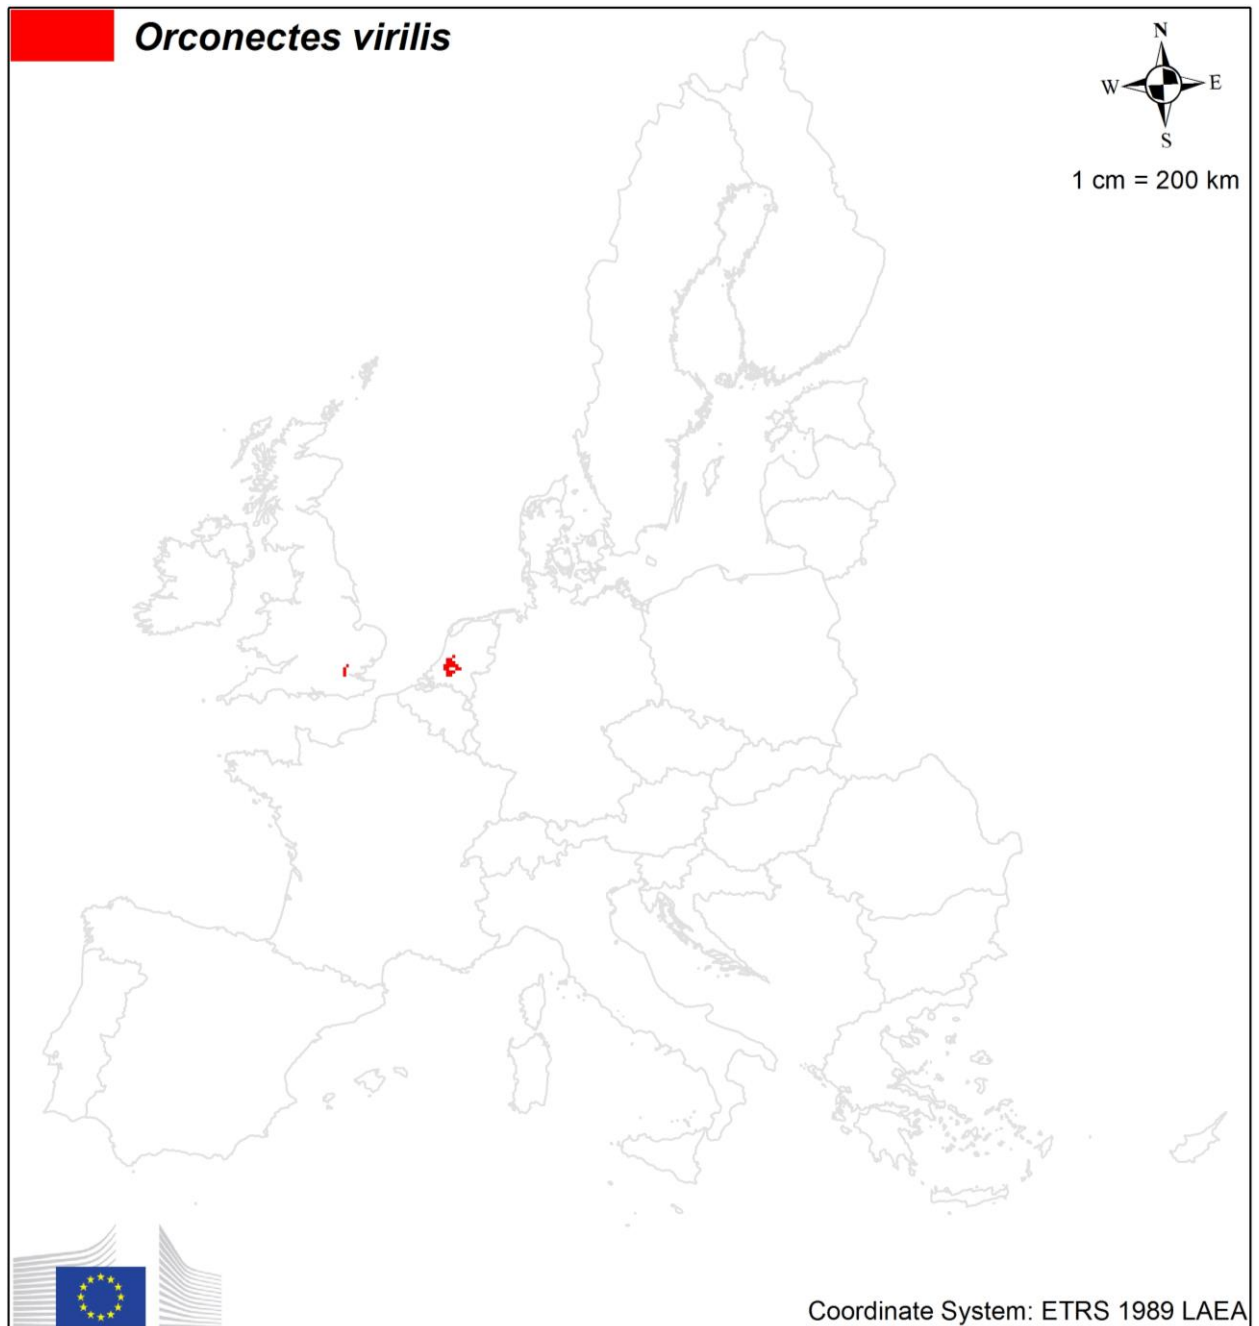 Orconectes virilis
N
W E
S
1 cm = 200 km
Coordinate System: ETRS 1989 LAEA